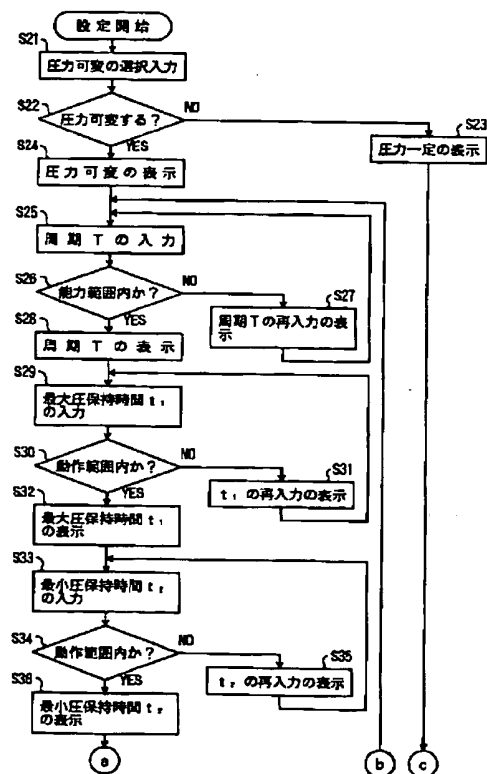 設定開始
S21
圧力可変の選択入力
S22
圧力可変する?
NO
YES
S23
圧力一定の表示
S24
圧力可変の表示
S25
周期Tの入力
S26
能力範囲内か?
NO
YES
S27
周期Tの再入力の表
示
S28
周期Tの表示
S29
最大圧保持時間t₁
の入力
S30
動作範囲内か?
NO
YES
S31
t₁の再入力の表示
S32
最大圧保持時間t₁
の表示
S33
最小圧保持時間t₂
の入力
S34
動作範囲内か?
NO
YES
S35
t₂の再入力の表示
S36
最小圧保持時間t₂
の表示
a
b
c